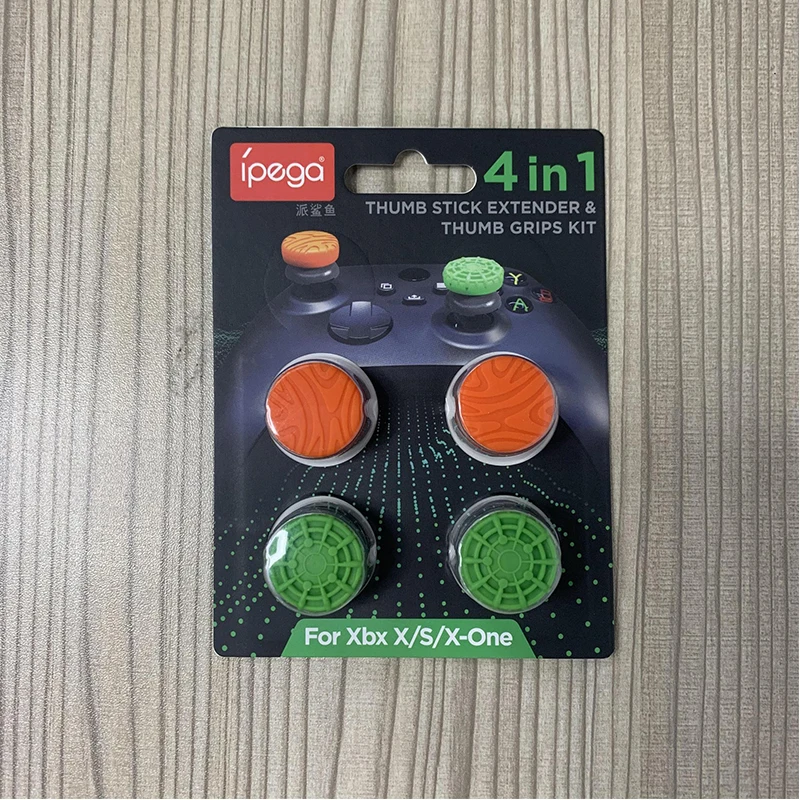 ipega®
派鲨鱼
4 in 1
THUMB STICK EXTENDER &
THUMB GRIPS KIT
Y
A
For Xbx X/S/X-One